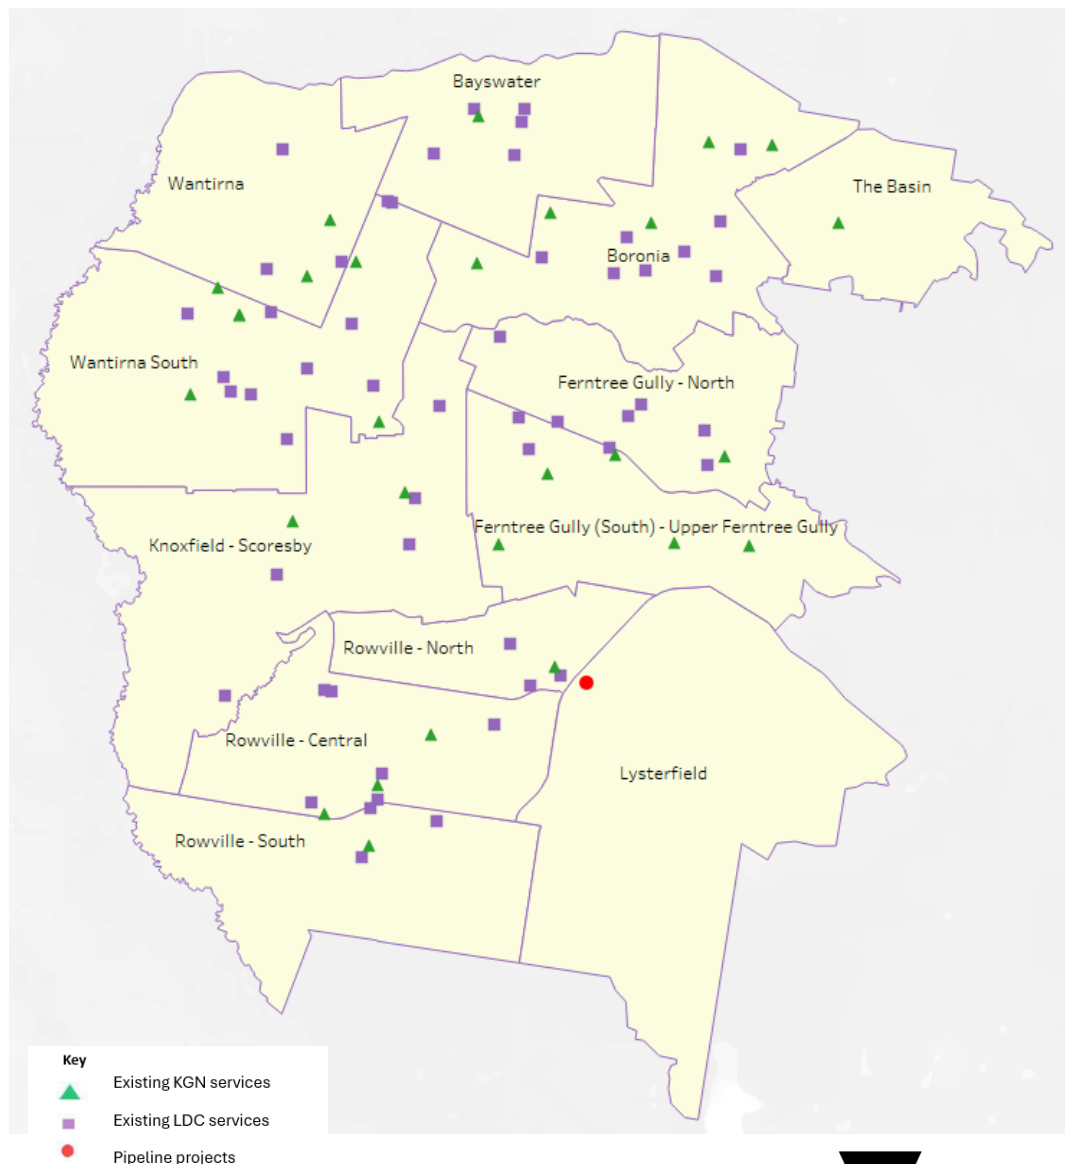 Bayswater
Wantirna
The Basin
Boronia
Wantirna South
Ferntree Gully - North
Ferntree Gully (South) - Upper Ferntree Gully
Knoxfield - Scoresby
Rowville - North
Rowville - Central
Lysterfield
Rowville - South
Key
Existing KGN services
Existing LDC services
Pipeline projects